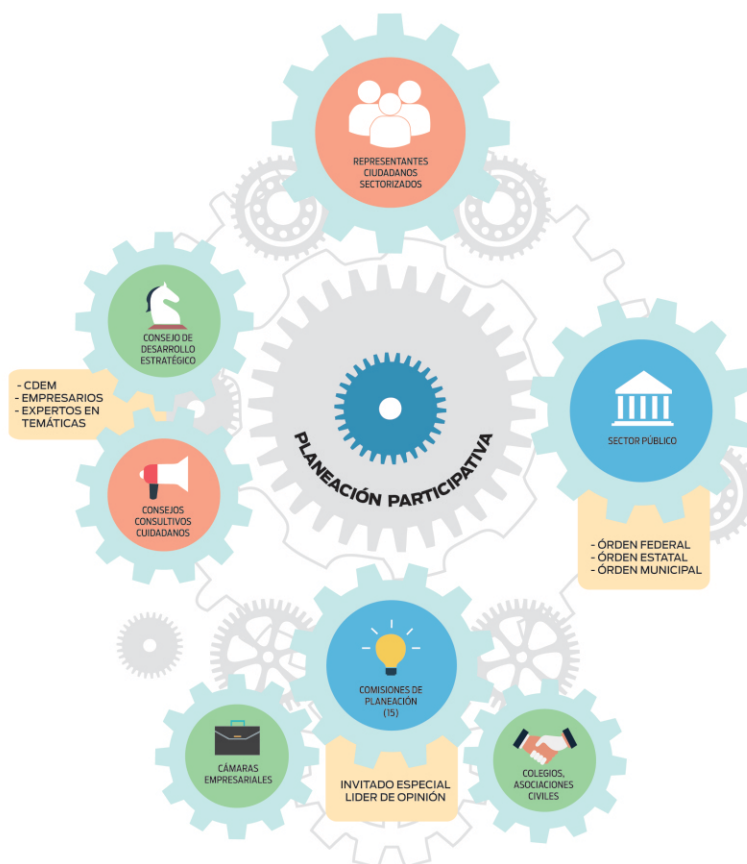 REPRESENTANTES
CIUDADANOS
SECTORIZADOS
CONSEJO DE
DESARROLLO
ESTRATÉGICO
- CDEM
- EMPRESARIOS
- EXPERTOS EN
TEMÁTICAS
CONSEJOS
CONSULTIVOS
CUIDADANOS
PLANEACIÓN PARTICIPATIVA
SECTOR PÚBLICO
- ÓRDEN FEDERAL
- ÓRDEN ESTATAL
- ÓRDEN MUNICIPAL
COMISIONES DE
PLANEACIÓN
(15)
INVITADO ESPECIAL
LIDER DE OPINIÓN
CÁMARAS
EMPRESARIALES
COLEGIOS,
ASOCIACIONES
CIVILES